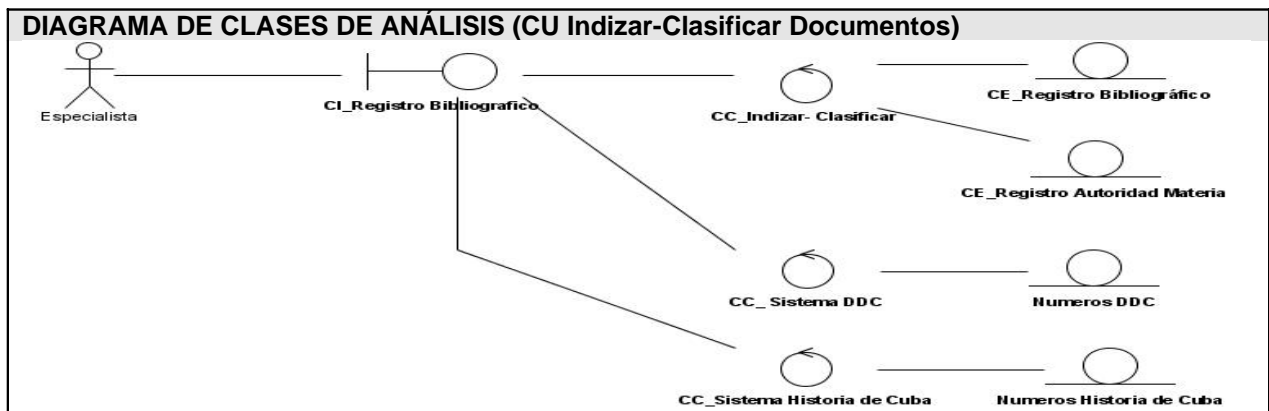 DIAGRAMA DE CLASES DE ANÁLISIS (CU Indizar-Clasificar Documentos)
Especialista
CI_Registro Bibliografico
CC_Indizar- Clasificar
CE_Registro Bibliográfico
CE_Registro Autoridad Materia
CC_ Sistema DDC
Numeros DDC
CC_Sistema Historia de Cuba
Numeros Historia de Cuba